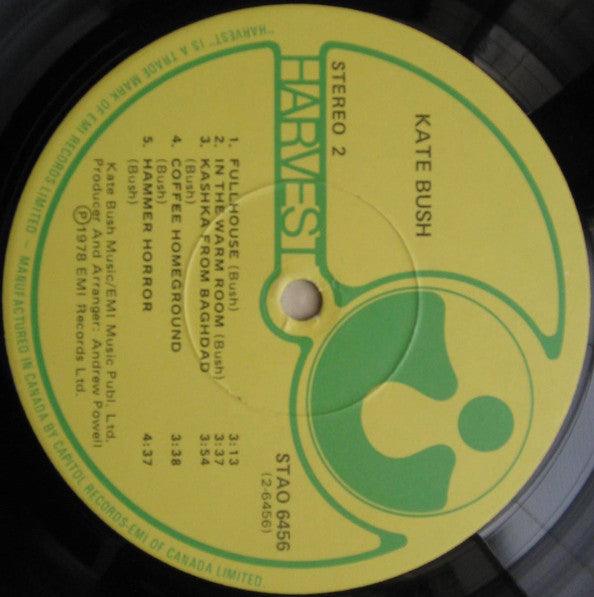 KATE BUSH
HARVEST
STEREO 2
STAO 6456
(2-6456)
1. FULLHOUSE (Bush) 3:13
2. IN THE WARM ROOM (Bush) 3:37
3. KASHKA FROM BAGHDAD 3:54
(Bush)
4. COFFEE HOMEGROUND 3:38
(Bush)
5. HAMMER HORROR 4:37
(Bush)
Kate Bush Music/EMI Music Publ. Ltd.
Producer And Arranger: Andrew Powell
Ⓟ1978 EMI Records Ltd.
"HARVEST" IS A TRADE MARK OF EMI RECORDS LIMITED – MANUFACTURED IN CANADA BY CAPITOL RECORDS-EMI OF CANADA LIMITED.